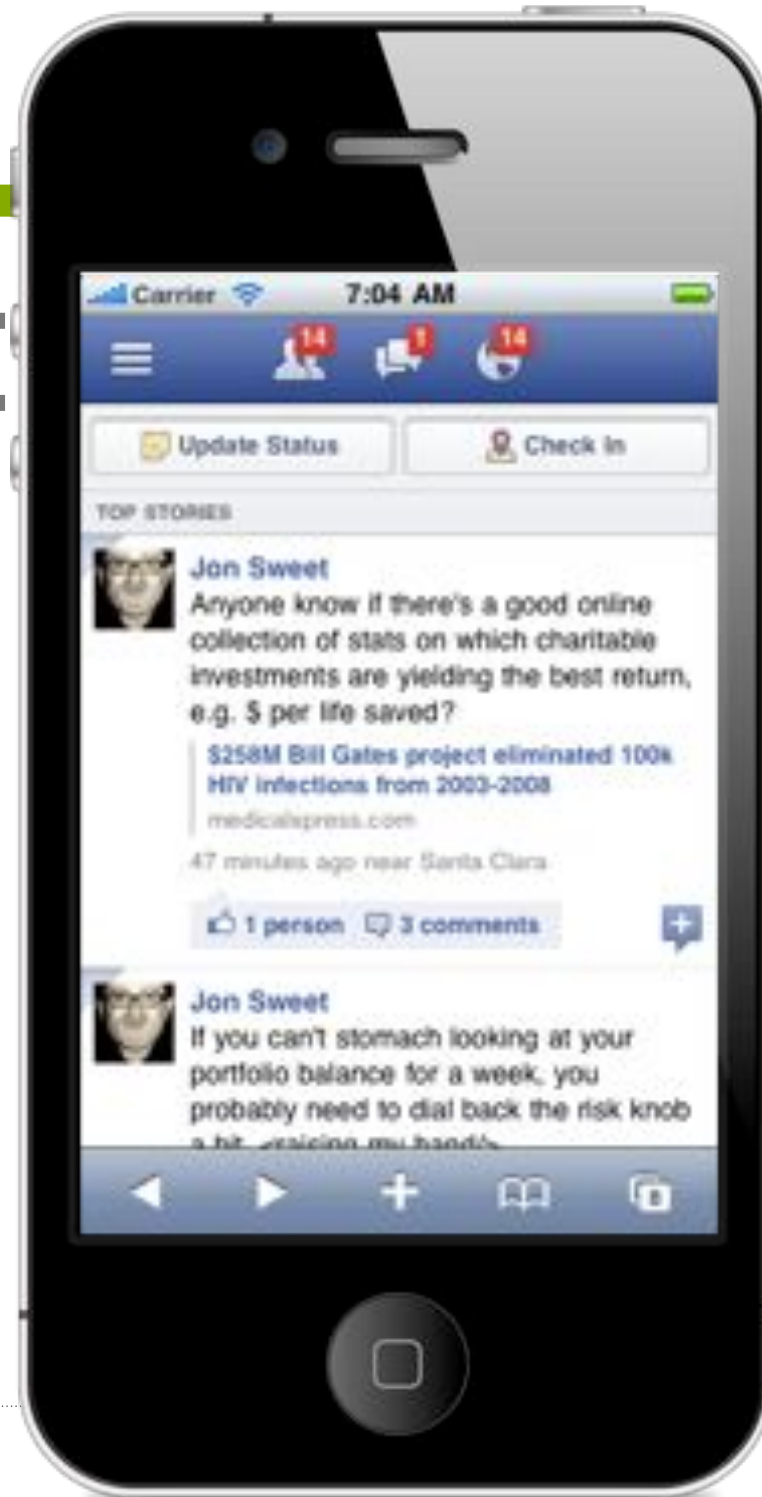 Carrier 7:04 AM
14 1 14
Update Status Check In
TOP STORIES
Jon Sweet
Anyone know if there's a good online
collection of stats on which charitable
investments are yielding the best return,
e.g. $ per life saved?
$258M Bill Gates project eliminated 100k
HIV infections from 2003-2008
medicalxpress.com
47 minutes ago near Santa Clara
1 person 3 comments
Jon Sweet
If you can't stomach looking at your
portfolio balance for a week, you
probably need to dial back the risk knob
a bit. <raising my hand/>